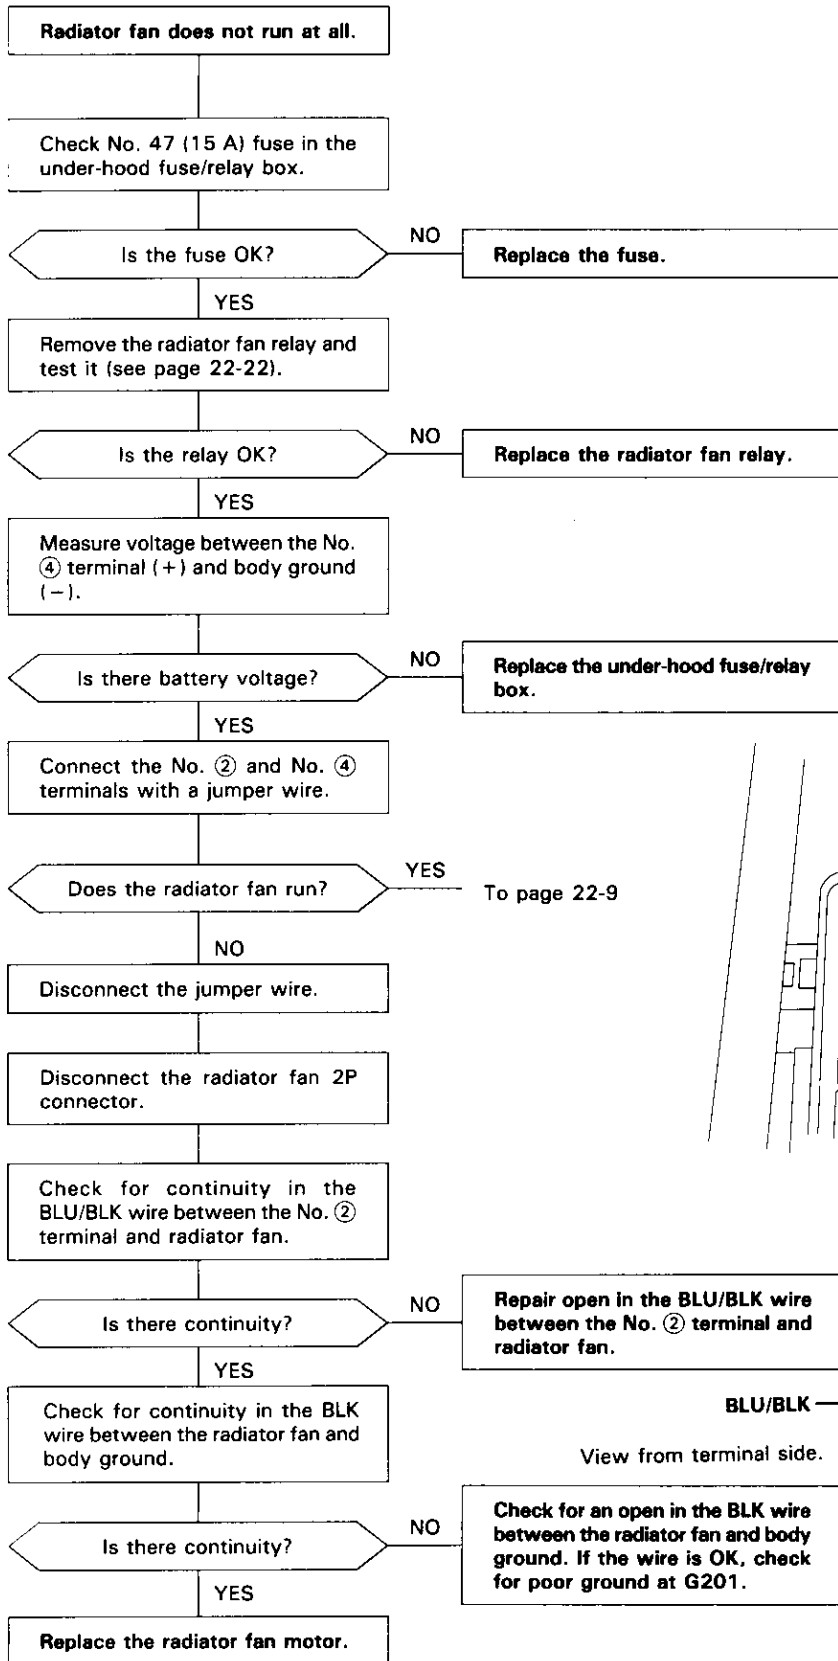 Radiator fan does not run at all.
Check No. 47 (15 A) fuse in the
under-hood fuse/relay box.
Is the fuse OK?
NO
Replace the fuse.
YES
Remove the radiator fan relay and
test it (see page 22-22).
Is the relay OK?
NO
Replace the radiator fan relay.
YES
Measure voltage between the No.
④ terminal (+) and body ground
(−).
Is there battery voltage?
NO
Replace the under-hood fuse/relay
box.
YES
Connect the No. ② and No. ④
terminals with a jumper wire.
Does the radiator fan run?
YES
To page 22-9
NO
Disconnect the jumper wire.
Disconnect the radiator fan 2P
connector.
Check for continuity in the
BLU/BLK wire between the No. ②
terminal and radiator fan.
Is there continuity?
NO
Repair open in the BLU/BLK wire
between the No. ② terminal and
radiator fan.
YES
Check for continuity in the BLK
wire between the radiator fan and
body ground.
BLU/BLK
View from terminal side.
Is there continuity?
NO
Check for an open in the BLK wire
between the radiator fan and body
ground. If the wire is OK, check
for poor ground at G201.
YES
Replace the radiator fan motor.